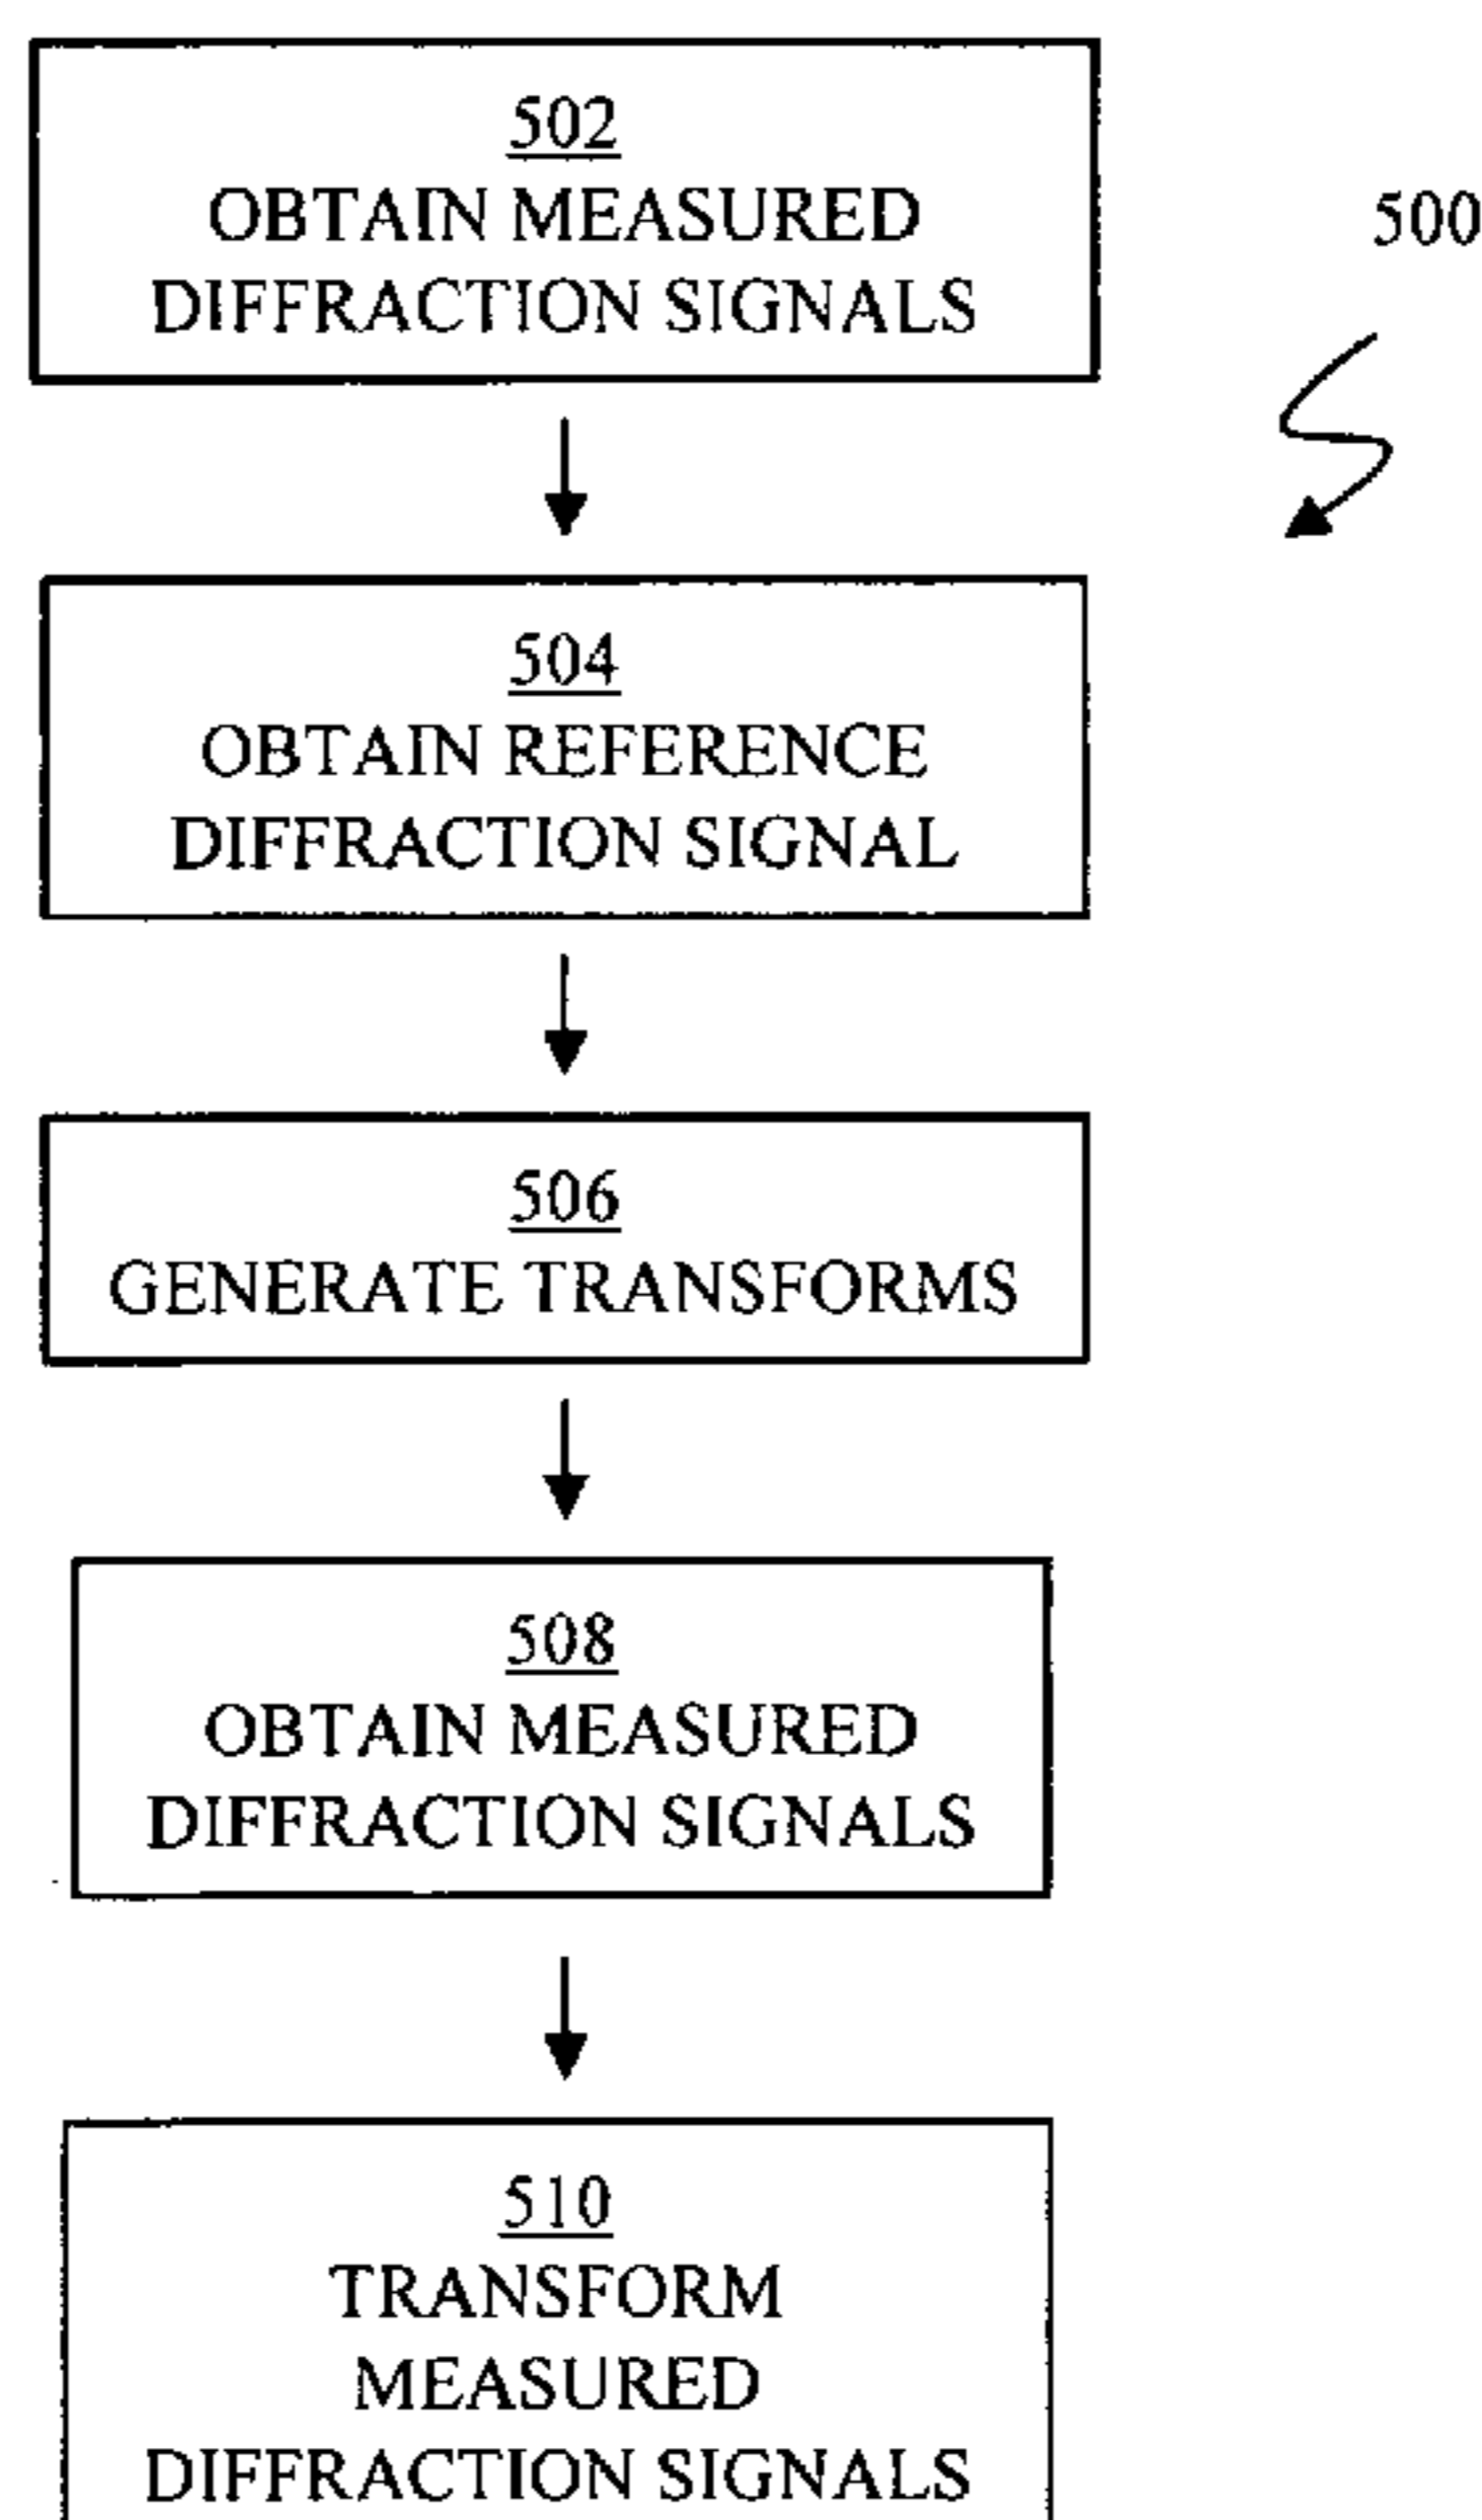 502
OBTAIN MEASURED
DIFFRACTION SIGNALS
500
504
OBTAIN REFERENCE
DIFFRACTION SIGNAL
506
GENERATE TRANSFORMS
508
OBTAIN MEASURED
DIFFRACTION SIGNALS
510
TRANSFORM
MEASURED
DIFFRACTION SIGNALS